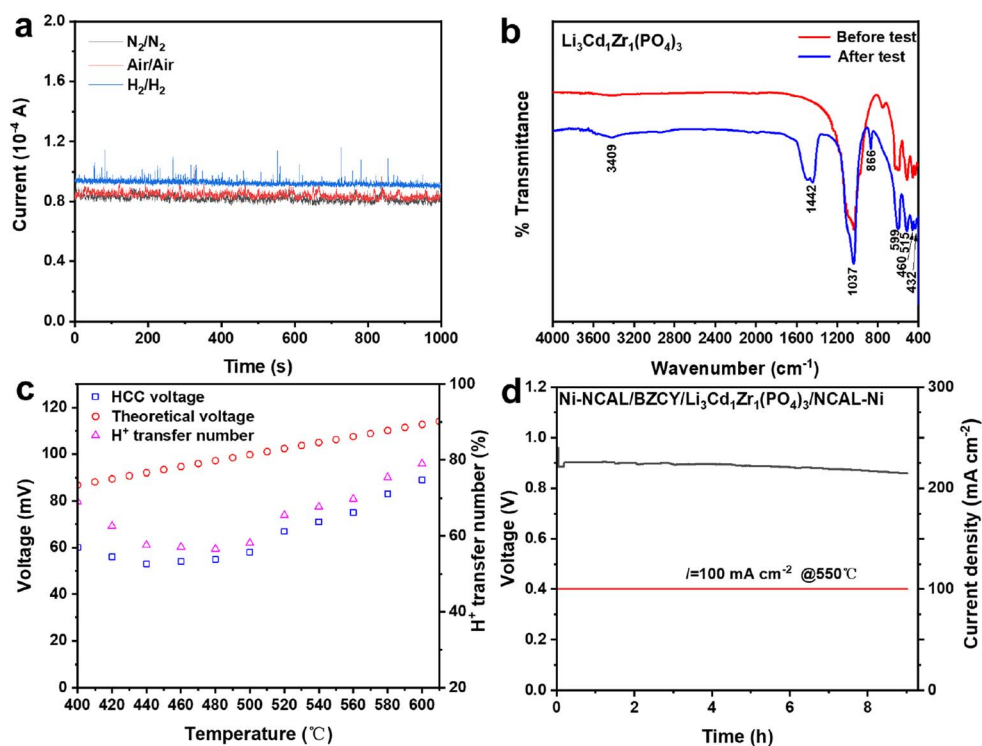 a
N₂/N₂
Air/Air
H₂/H₂
Current (10⁻⁴ A)
2.0
1.6
1.2
0.8
0.4
0.0
0 200 400 600 800 1000
Time (s)
b
Li₃Cd₁Zr₁(PO₄)₃
Before test
After test
% Transmittance
3409
1442
1037
866
599
515
460
432
4000 3600 3200 2800 2400 2000 1600 1200 800 400
Wavenumber (cm⁻¹)
c
HCC voltage
Theoretical voltage
H⁺ transfer number
Voltage (mV)
120
100
80
60
40
20
0
H⁺ transfer number (%)
100
80
60
40
20
400 420 440 460 480 500 520 540 560 580 600
Temperature (℃)
d
Ni-NCAL/BZCY/Li₃Cd₁Zr₁(PO₄)₃/NCAL-Ni
I=100 mA cm⁻² @550℃
Voltage (V)
1.2
1.0
0.8
0.6
0.4
0.2
0.0
Current density (mA cm⁻²)
300
250
200
150
100
50
0
0 2 4 6 8
Time (h)